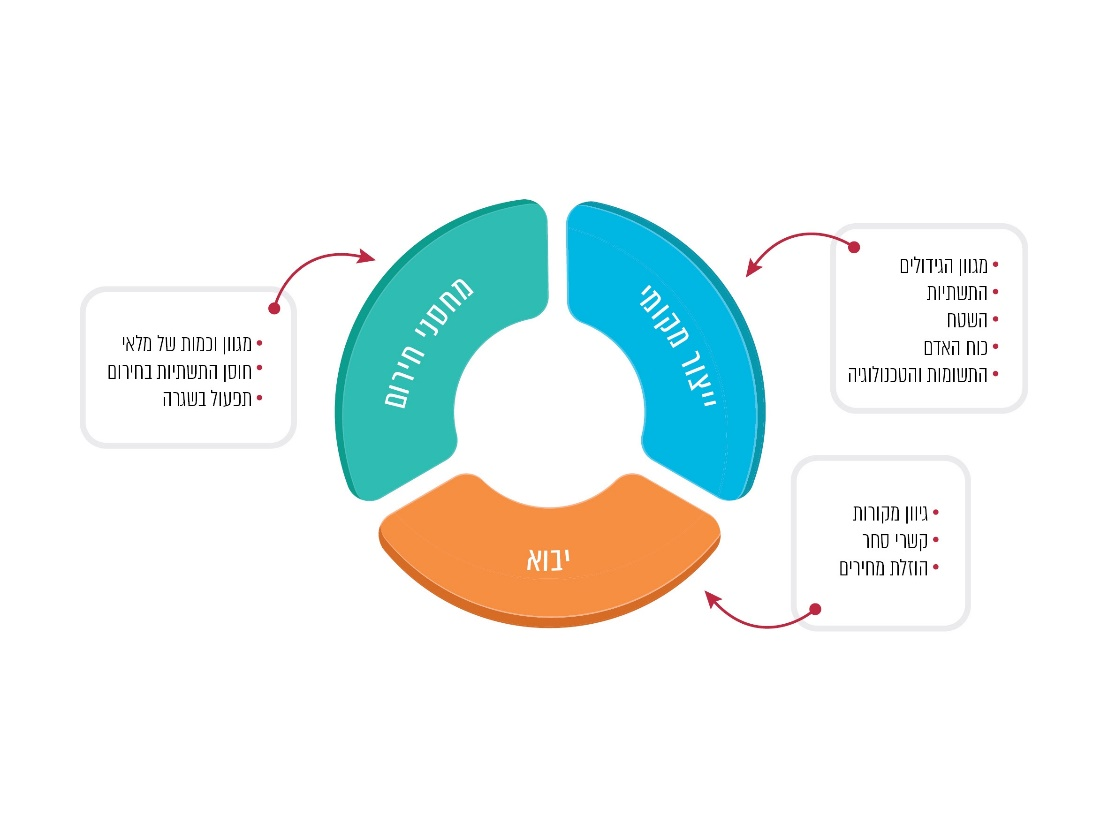 ייצור מקומי
• מגוון הגידולים
• התשתיות
• השטח
• כוח האדם
• התשומות והטכנולוגיה
מחסני חירום
• מגוון וכמות של מלאי
• חוסן התשתיות בחירום
• תפעול בשגרה
יבוא
• גיוון מקורות
• קשרי סחר
• הוזלת מחירים